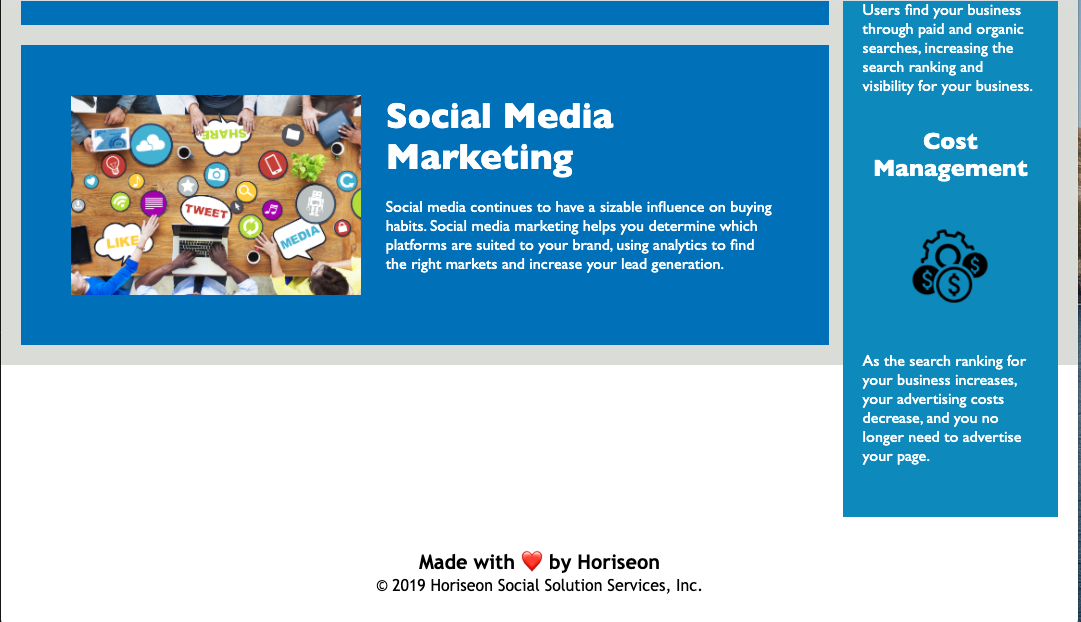 SHARE
TWEET
LIKE
MEDIA
Social Media
Marketing
Social media continues to have a sizable influence on buying
habits. Social media marketing helps you determine which
platforms are suited to your brand, using analytics to find
the right markets and increase your lead generation.
Users find your business
through paid and organic
searches, increasing the
search ranking and
visibility for your business.
Cost
Management
$
$
$
As the search ranking for
your business increases,
your advertising costs
decrease, and you no
longer need to advertise
your page.
Made with ❤️ by Horiseon
© 2019 Horiseon Social Solution Services, Inc.